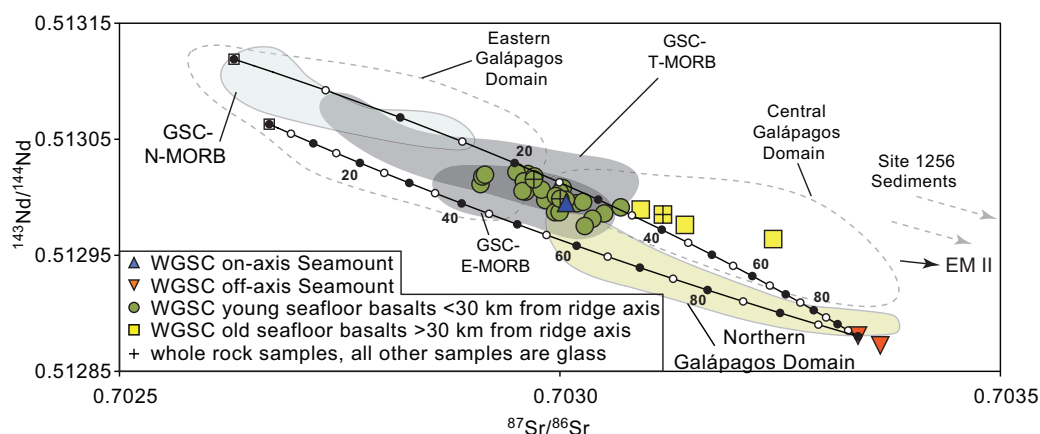 0.51315
0.51305
0.51295
0.51285
¹⁴³Nd/¹⁴⁴Nd
Eastern
Galápagos
Domain
GSC-
T-MORB
GSC-
N-MORB
Central
Galápagos
Domain
Site 1256
Sediments
EM II
20
20
40
40
60
60
80
80
GSC-
E-MORB
WGSC on-axis Seamount
WGSC off-axis Seamount
WGSC young seafloor basalts <30 km from ridge axis
WGSC old seafloor basalts >30 km from ridge axis
+ whole rock samples, all other samples are glass
Northern
Galápagos Domain
0.7025
0.7030
0.7035
⁸⁷Sr/⁸⁶Sr